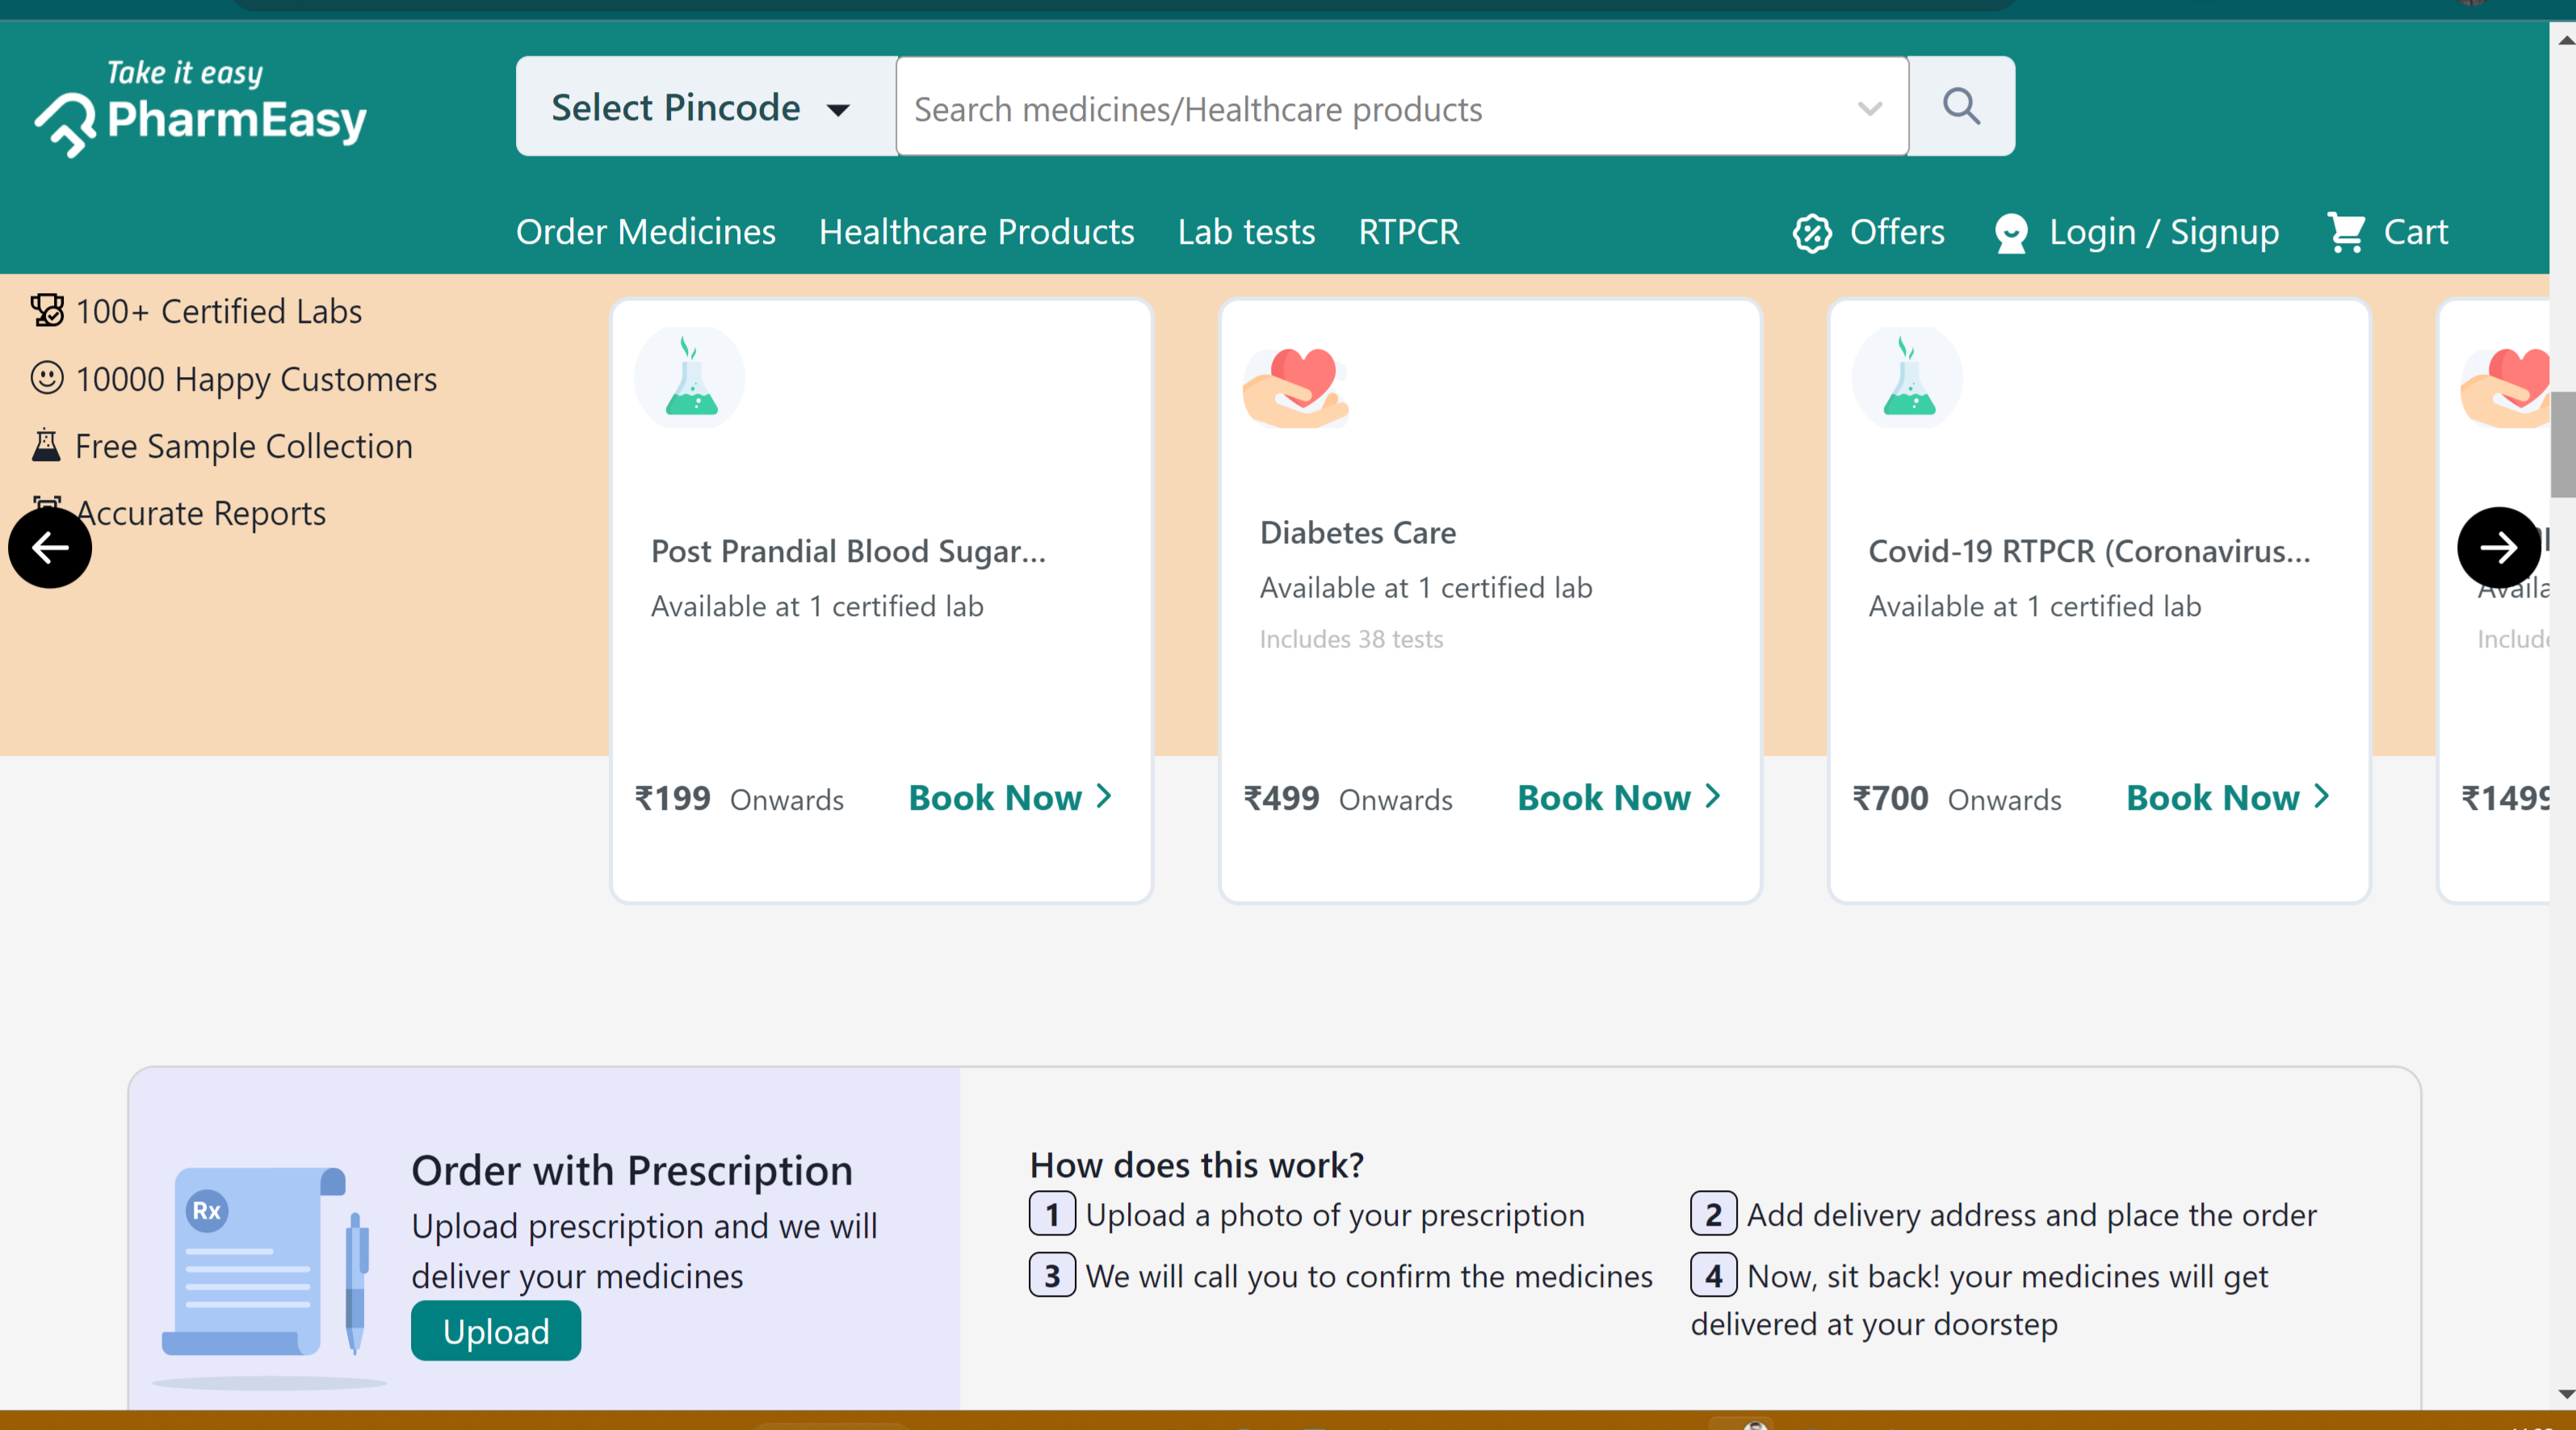 Take it easy
PharmEasy
Select Pincode
Search medicines/Healthcare products
Order Medicines Healthcare Products Lab tests RTPCR Offers Login / Signup Cart
100+ Certified Labs
10000 Happy Customers
Free Sample Collection
Accurate Reports
Post Prandial Blood Sugar...
Available at 1 certified lab
₹199 Onwards Book Now
Diabetes Care
Available at 1 certified lab
Includes 38 tests
₹499 Onwards Book Now
Covid-19 RTPCR (Coronavirus...
Available at 1 certified lab
₹700 Onwards Book Now
₹1499
Rx
Order with Prescription
Upload prescription and we will
deliver your medicines
Upload
How does this work?
1 Upload a photo of your prescription
2 Add delivery address and place the order
3 We will call you to confirm the medicines
4 Now, sit back! your medicines will get
delivered at your doorstep